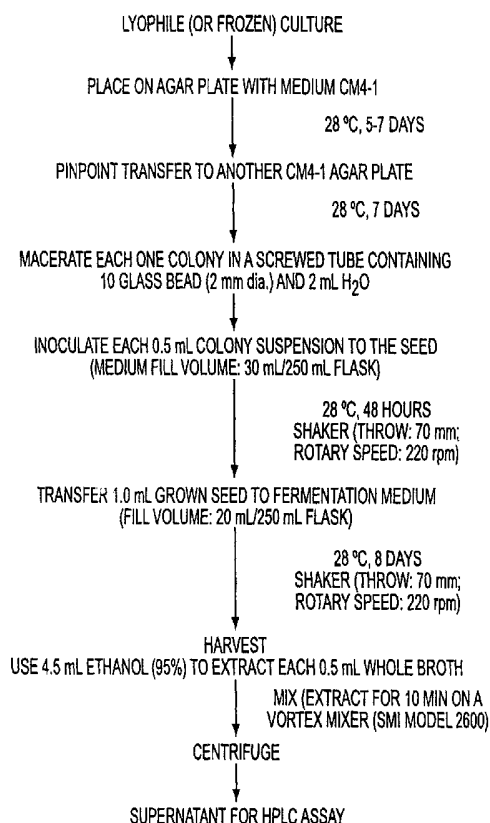 LYOPHILE (OR FROZEN) CULTURE
PLACE ON AGAR PLATE WITH MEDIUM CM4-1
28 ºC, 5-7 DAYS
PINPOINT TRANSFER TO ANOTHER CM4-1 AGAR PLATE
28 ºC, 7 DAYS
MACERATE EACH ONE COLONY IN A SCREWED TUBE CONTAINING
10 GLASS BEAD (2 mm dia.) AND 2 mL H₂O
INOCULATE EACH 0.5 mL COLONY SUSPENSION TO THE SEED
(MEDIUM FILL VOLUME: 30 mL/250 mL FLASK)
28 ºC, 48 HOURS
SHAKER (THROW: 70 mm;
ROTARY SPEED: 220 rpm)
TRANSFER 1.0 mL GROWN SEED TO FERMENTATION MEDIUM
(FILL VOLUME: 20 mL/250 mL FLASK)
28 ºC, 8 DAYS
SHAKER (THROW: 70 mm;
ROTARY SPEED: 220 rpm)
HARVEST
USE 4.5 mL ETHANOL (95%) TO EXTRACT EACH 0.5 mL WHOLE BROTH
MIX (EXTRACT FOR 10 MIN ON A
VORTEX MIXER (SMI MODEL 2600)
CENTRIFUGE
SUPERNATANT FOR HPLC ASSAY